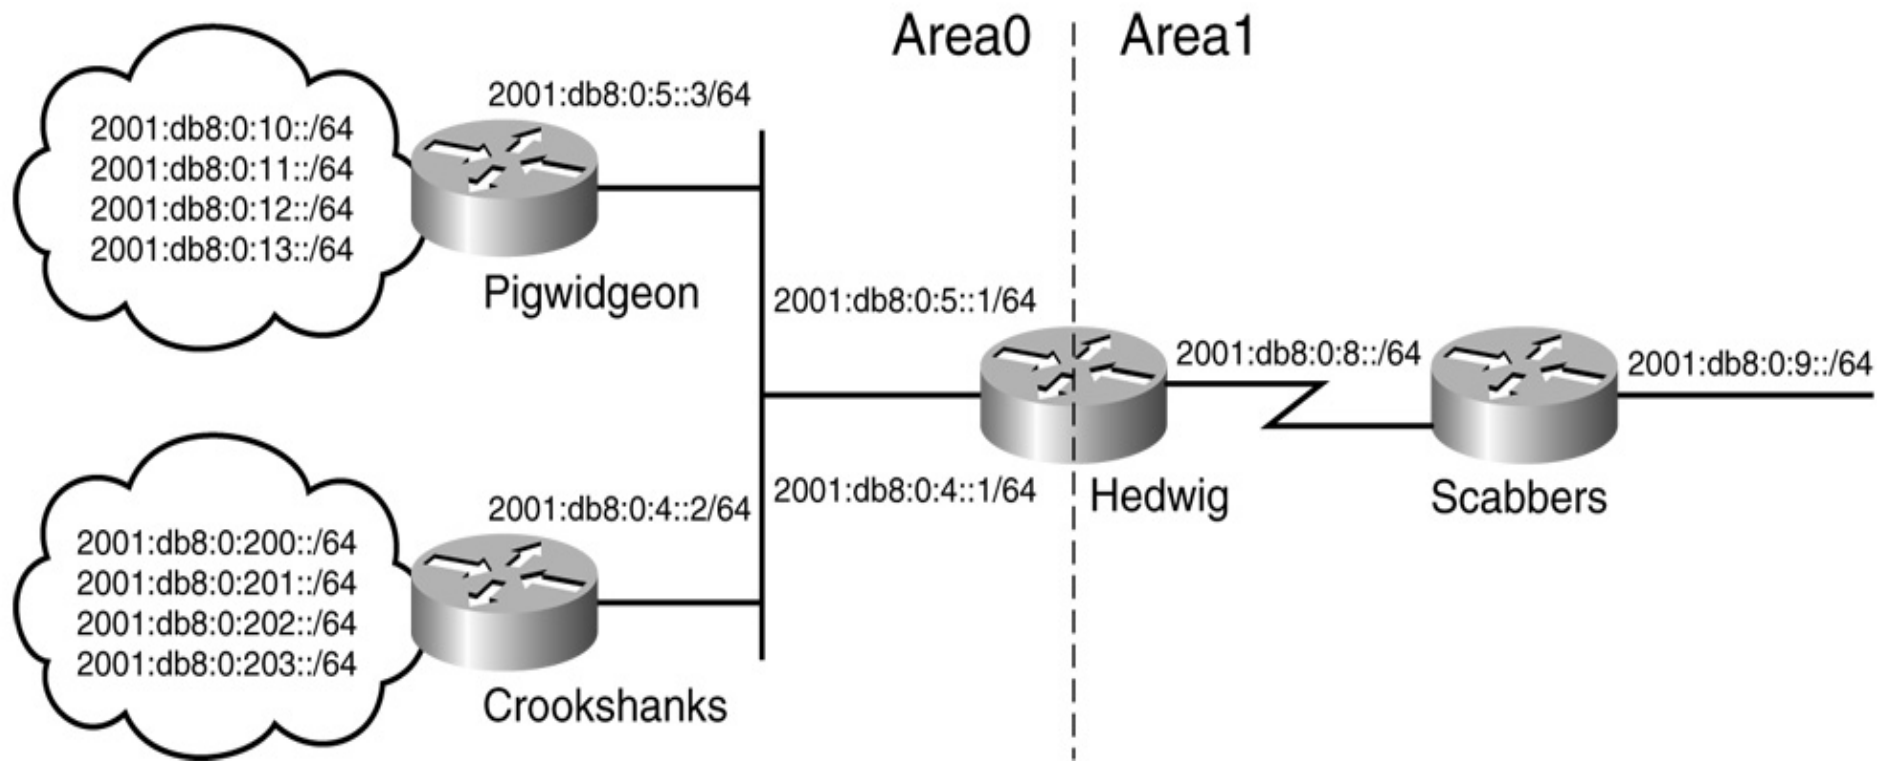 Area0
Area1
2001:db8:0:5::3/64
2001:db8:0:10::/64
2001:db8:0:11::/64
2001:db8:0:12::/64
2001:db8:0:13::/64
Pigwidgeon
2001:db8:0:5::1/64
2001:db8:0:8::/64
2001:db8:0:9::/64
2001:db8:0:4::1/64
Hedwig
Scabbers
2001:db8:0:4::2/64
2001:db8:0:200::/64
2001:db8:0:201::/64
2001:db8:0:202::/64
2001:db8:0:203::/64
Crookshanks